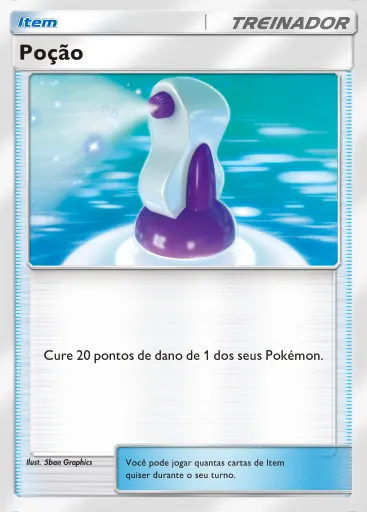 Item
TREINADOR
Poção
Cure 20 pontos de dano de 1 dos seus Pokémon.
Ilust. Sban Graphics
Você pode jogar quantas cartas de Item
quiser durante o seu turno.